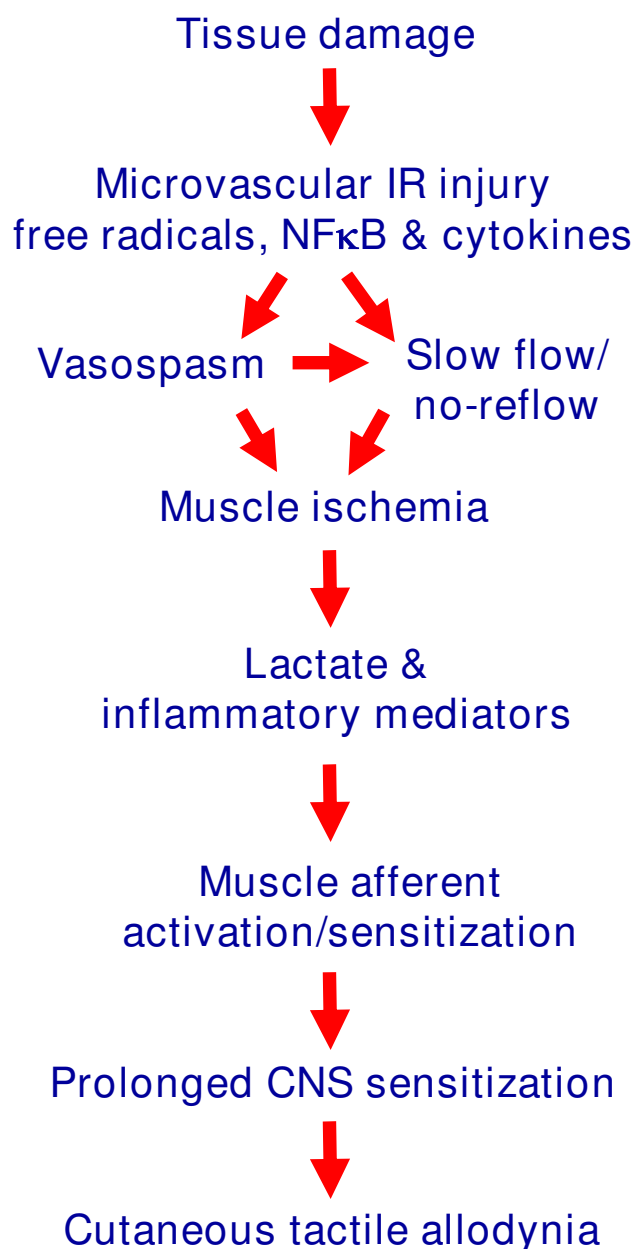 Tissue damage
Microvascular IR injury
free radicals, NFκB & cytokines
Vasospasm
Slow flow/
no-reflow
Muscle ischemia
Lactate &
inflammatory mediators
Muscle afferent
activation/sensitization
Prolonged CNS sensitization
Cutaneous tactile allodynia